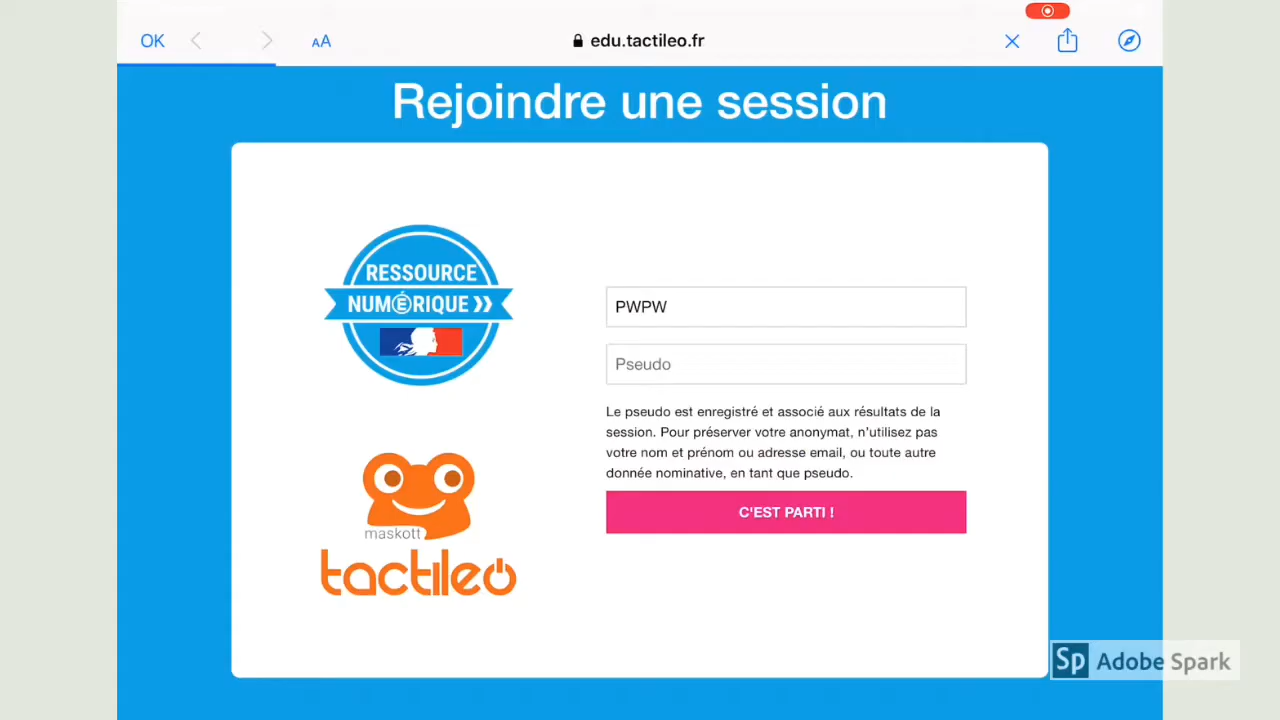 OK
AA
edu.tactileo.fr
Rejoindre une session
RESSOURCE
NUMÉRIQUE
PWPW
Pseudo
Le pseudo est enregistré et associé aux résultats de la
session. Pour préserver votre anonymat, n’utilisez pas
votre nom et prénom ou adresse email, ou toute autre
donnée nominative, en tant que pseudo.
C'EST PARTI !
maskott
tactileo
Sp Adobe Spark